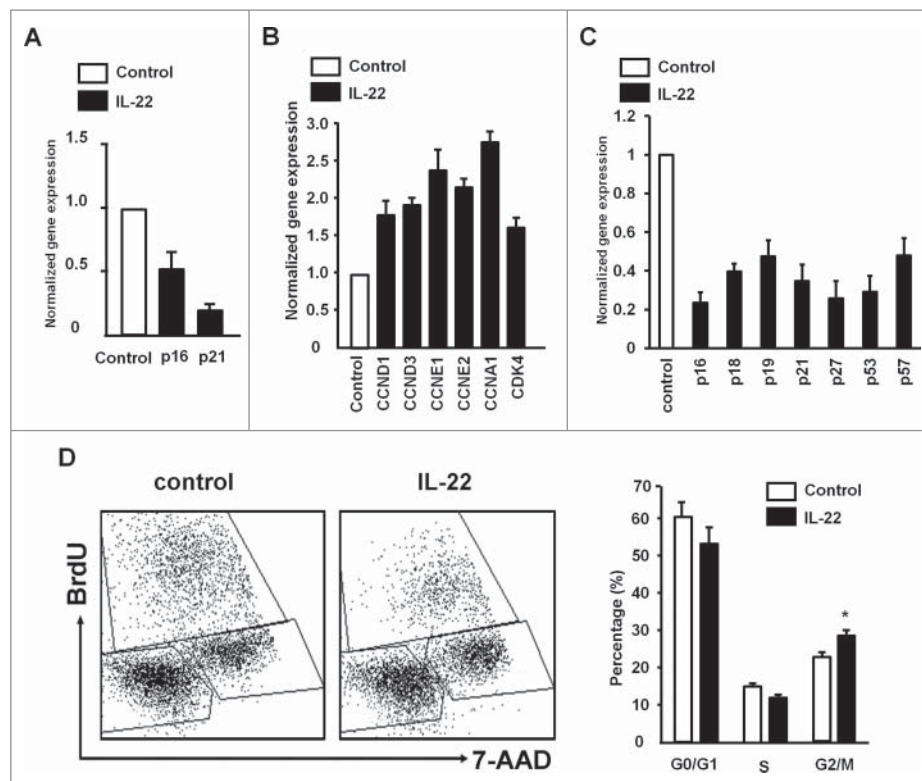 A
Control
IL-22
Normalized gene expression
1.5
1.0
0.5
0
Control p16 p21
B
Control
IL-22
Normalized gene expression
3.0
2.5
2.0
1.5
1.0
0.5
0
Control
CCND1
CCND3
CCNE1
CCNE2
CCNA1
CDK4
C
Control
IL-22
Normalized gene expression
1.2
1
0.8
0.6
0.4
0.2
0
control
p16
p18
p19
p21
p27
p53
p57
D
control
IL-22
BrdU
7-AAD
Control
IL-22
Percentage (%)
70
60
50
40
30
20
10
0
*
G0/G1 S G2/M